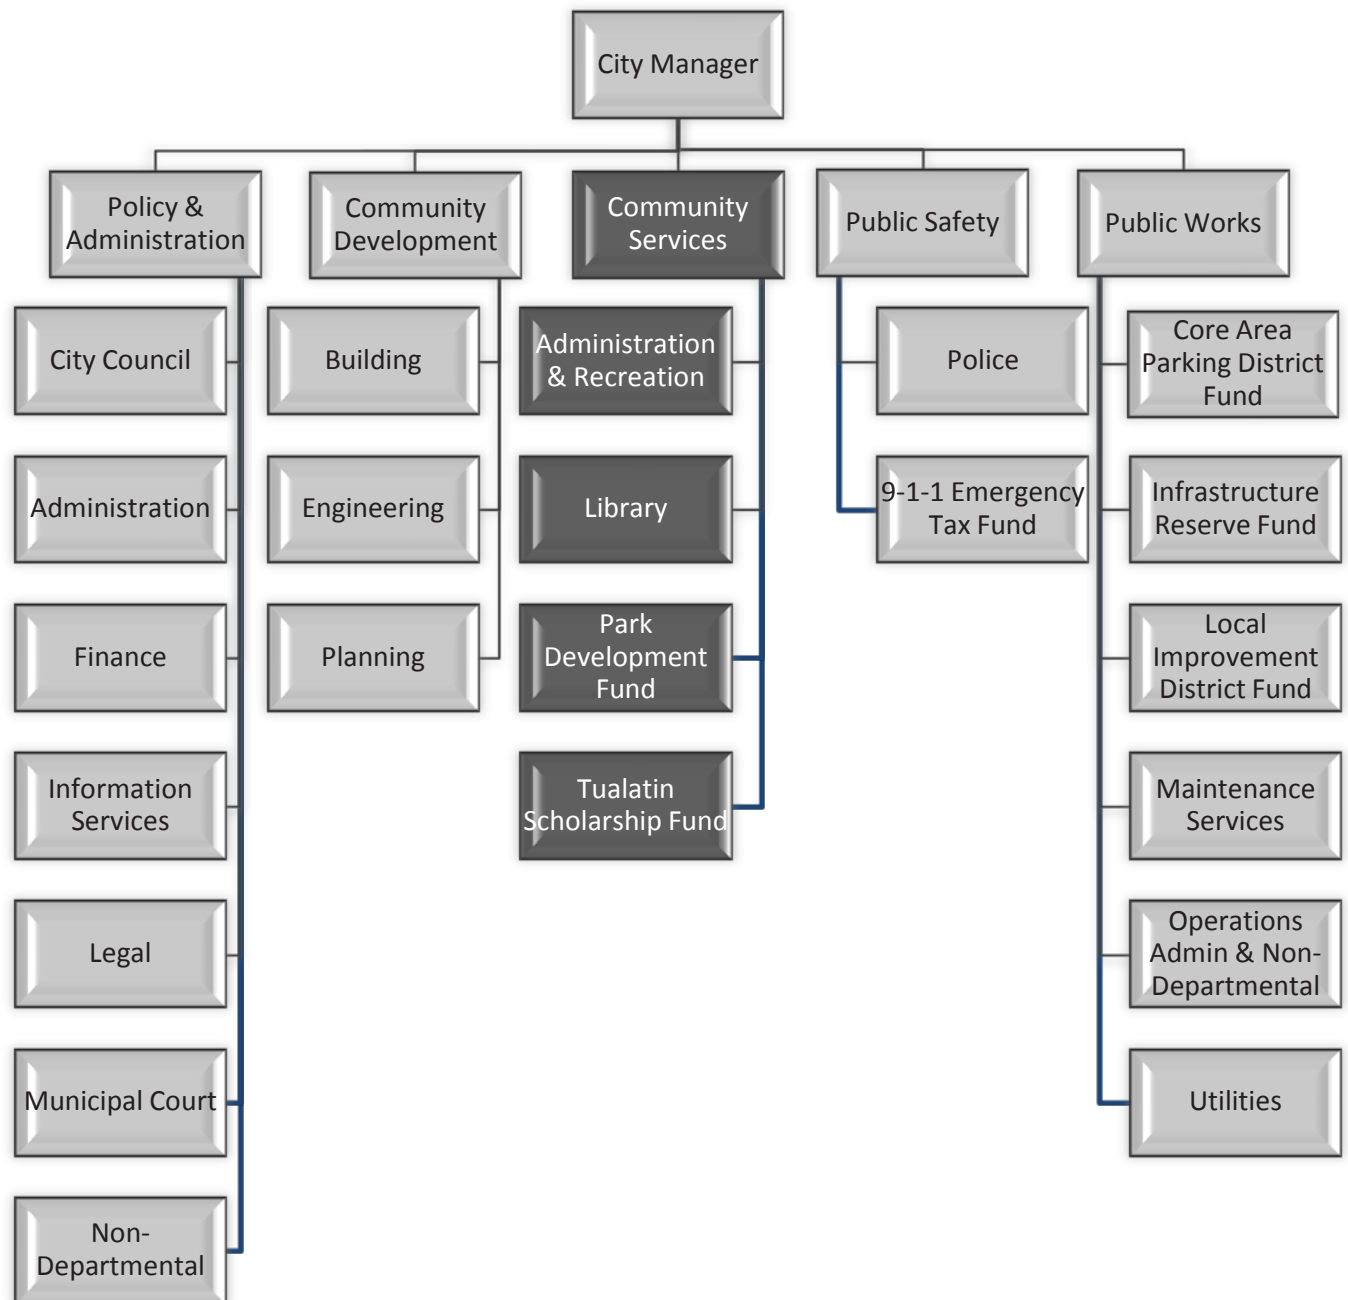 City Manager
Policy &
Administration
Community
Development
Community
Services
Public Safety
Public Works
City Council
Administration
Finance
Information
Services
Legal
Municipal Court
Non-
Departmental
Building
Engineering
Planning
Administration
& Recreation
Library
Park
Development
Fund
Tualatin
Scholarship Fund
Police
9-1-1 Emergency
Tax Fund
Core Area
Parking District
Fund
Infrastructure
Reserve Fund
Local
Improvement
District Fund
Maintenance
Services
Operations
Admin & Non-
Departmental
Utilities